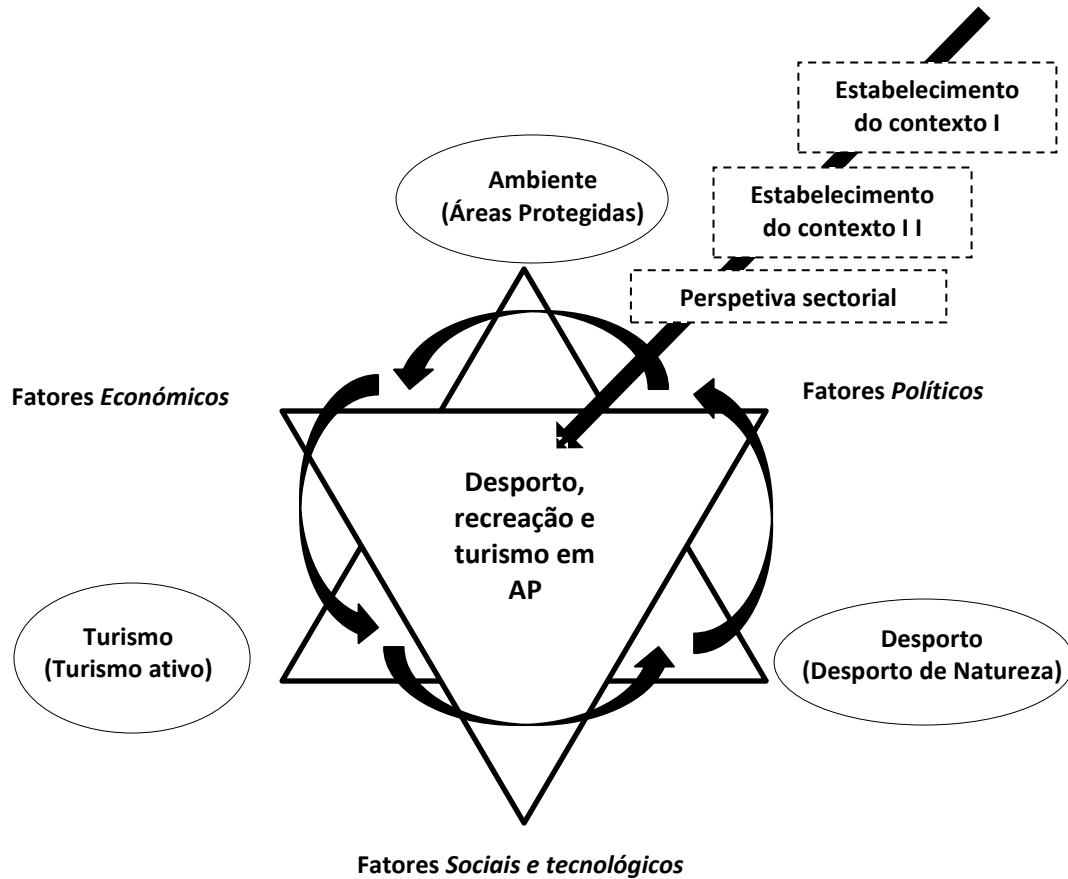 Estabelecimento
do contexto I
Ambiente
(Áreas Protegidas)
Estabelecimento
do contexto I I
Perspetiva sectorial
Fatores Económicos
Fatores Políticos
Desporto,
recreação e
turismo em
AP
Turismo
(Turismo ativo)
Desporto
(Desporto de Natureza)
Fatores Sociais e tecnológicos